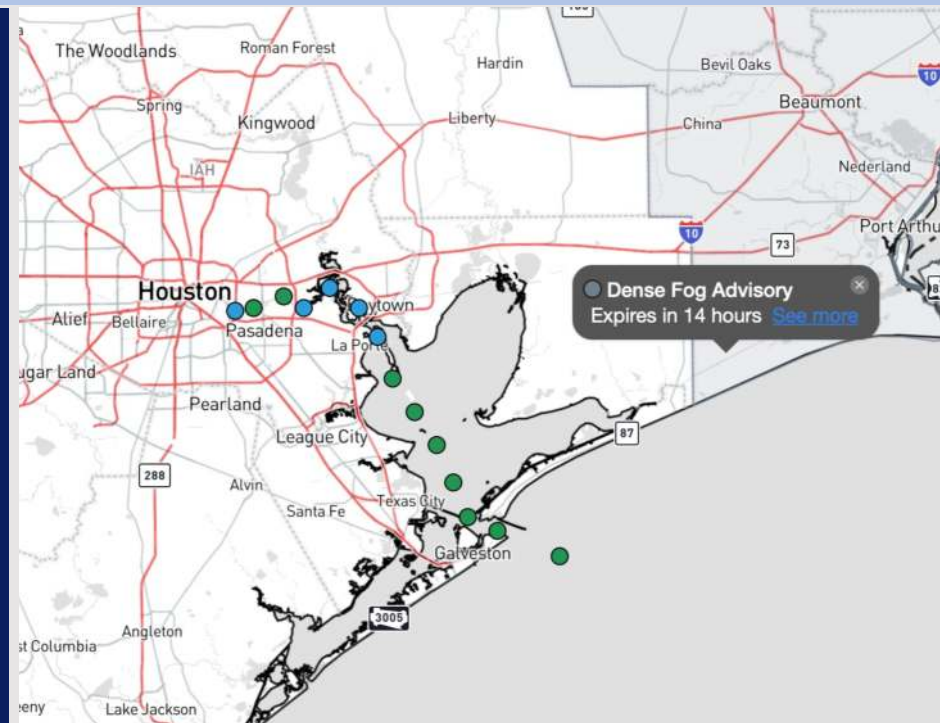 The Woodlands
Roman Forest
Hardin
Bevil Oaks
10
Spring
Beaumont
Kingwood
Liberty
China
IAH
Nederland
10
Port Arthu
73
Houston
Dense Fog Advisory
Expires in 14 hours See more
ytown
Alief
Bellaire
Pasadena
La Porte
ugar Land
Pearland
League City
87
288
Alvin
Texas City
Santa Fe
Galveston
3005
Angleton
st Columbia
eny
Lake Jackson